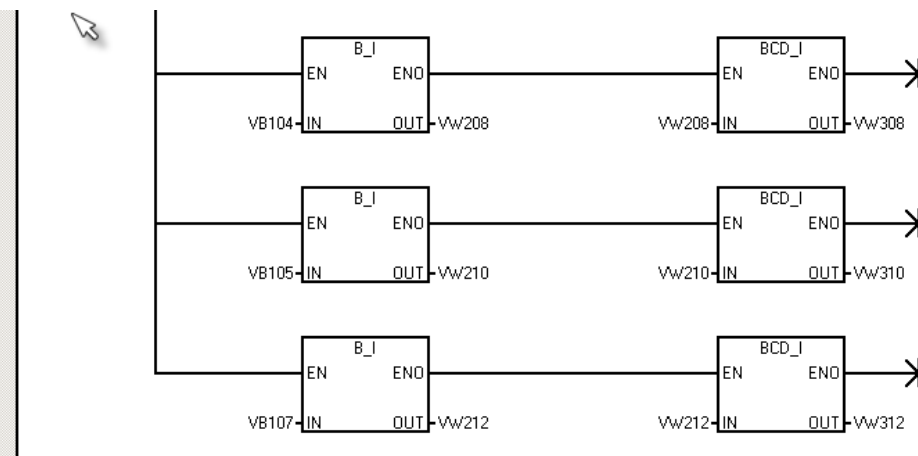 B_I BCD_I
EN ENO EN ENO
VB104 IN OUT VW208 VW208 IN OUT VW308
B_I BCD_I
EN ENO EN ENO
VB105 IN OUT VW210 VW210 IN OUT VW310
B_I BCD_I
EN ENO EN ENO
VB107 IN OUT VW212 VW212 IN OUT VW312